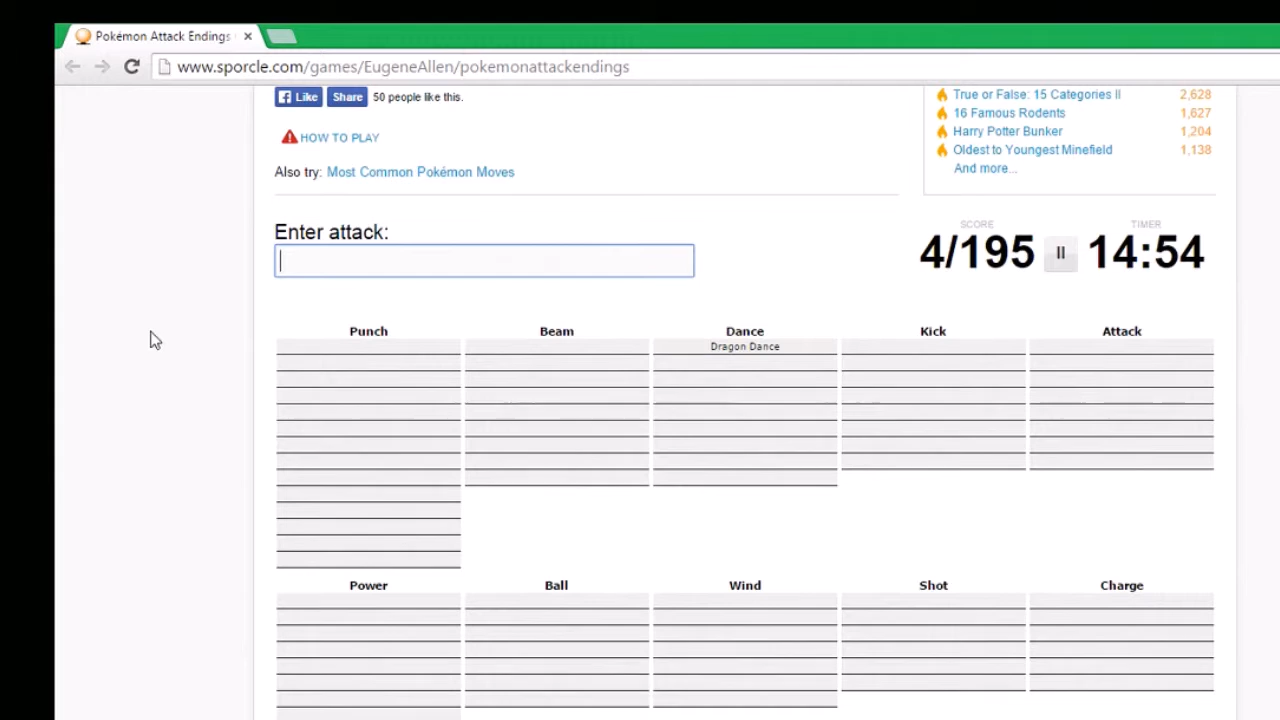 Pokémon Attack Endings
www.sporcle.com/games/EugeneAllen/pokemonattackendings
Like Share 50 people like this.
HOW TO PLAY
Also try: Most Common Pokémon Moves
True or False: 15 Categories II 2,628
16 Famous Rodents 1,627
Harry Potter Bunker 1,204
Oldest to Youngest Minefield 1,138
And more...
Enter attack:
SCORE TIMER
4/195 14:54
Punch Beam Dance Kick Attack
Dragon Dance
Power Ball Wind Shot Charge